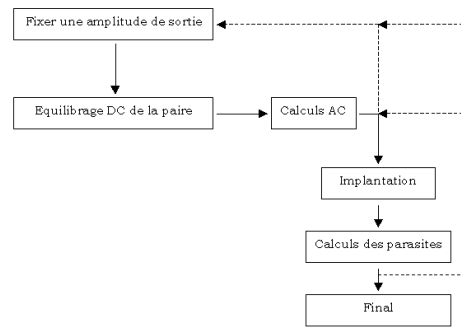 Fixer une amplitude de sortie
Equilibrage DC de la paire
Calculs AC
Implantation
Calculs des parasites
Final